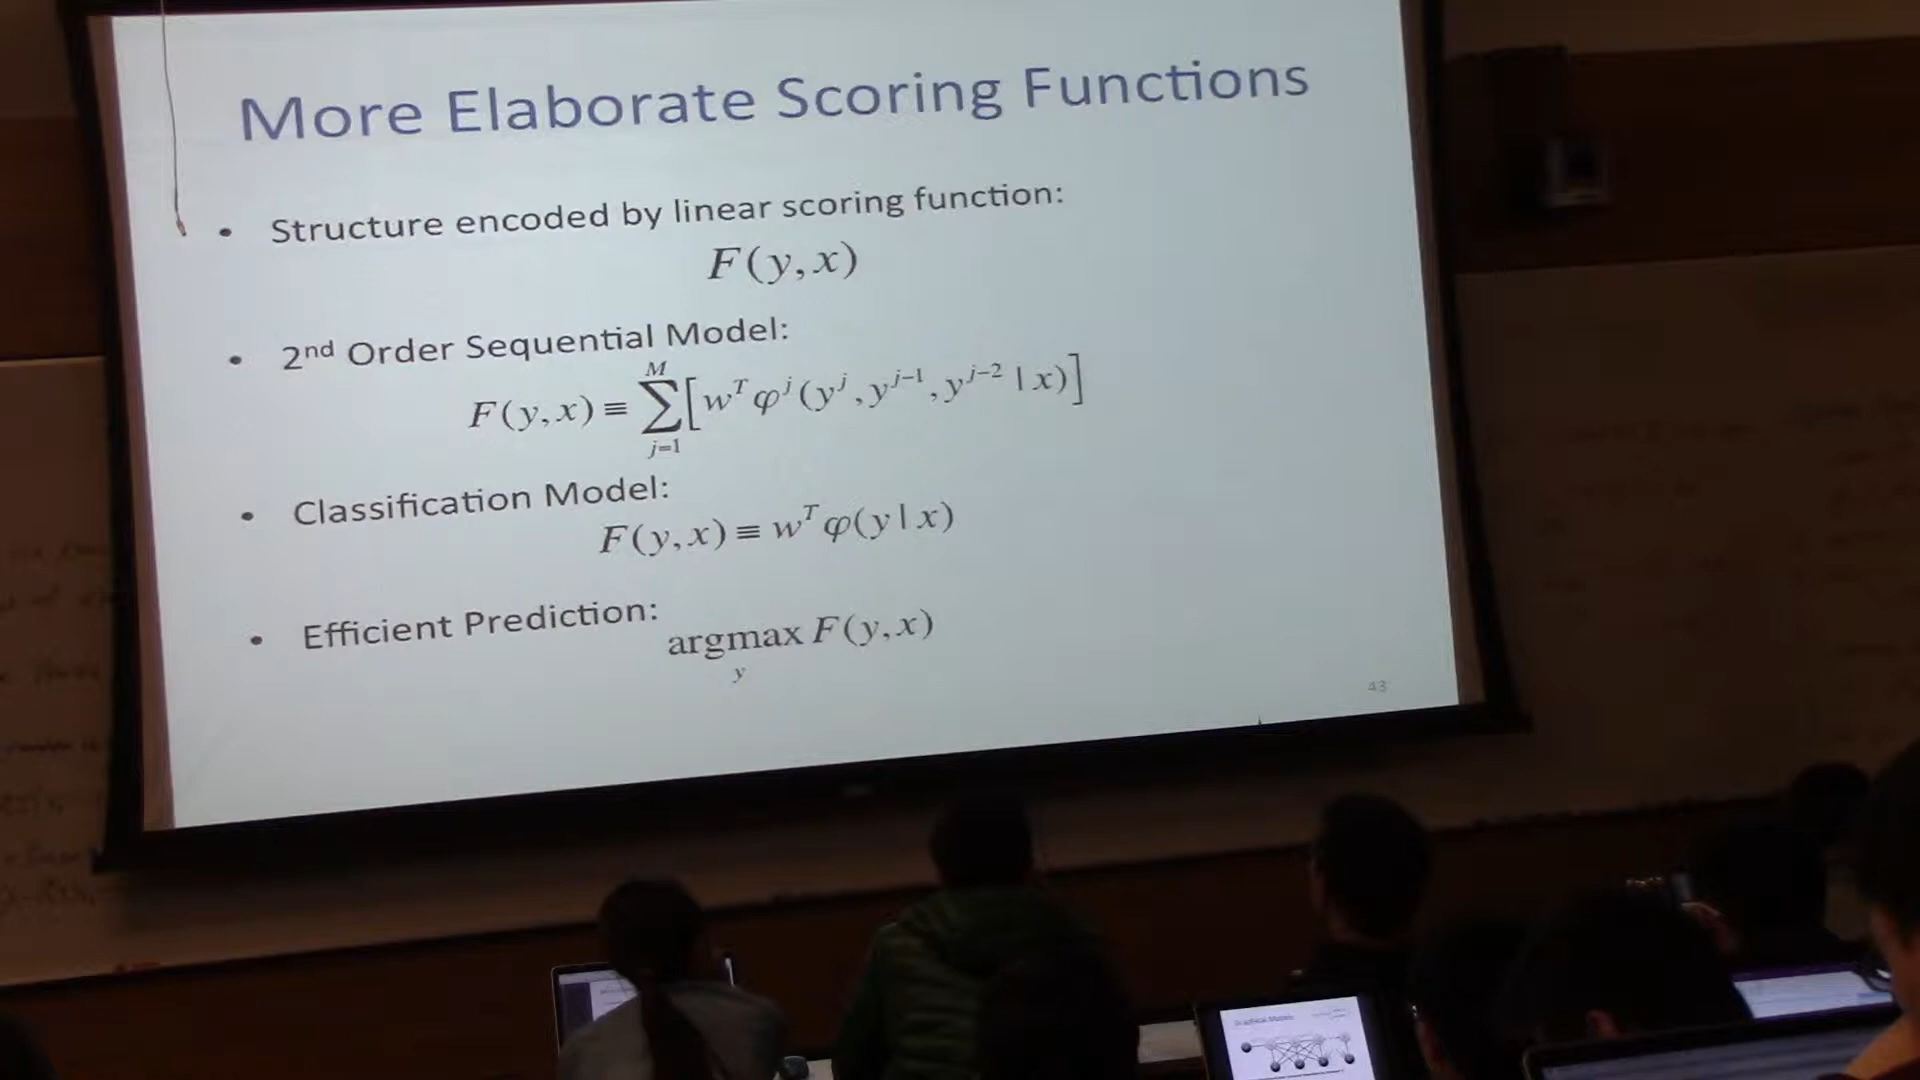 More Elaborate Scoring Functions
• Structure encoded by linear scoring function:
F(y,x)
• 2nd Order Sequential Model:
F(y,x) ≡ ∑_{j=1}^{M} [w^T φ^j (y^j, y^{j−1}, y^{j−2} | x)]
• Classification Model:
F(y,x) ≡ w^T φ(y | x)
• Efficient Prediction:
argmax_y F(y,x)
43